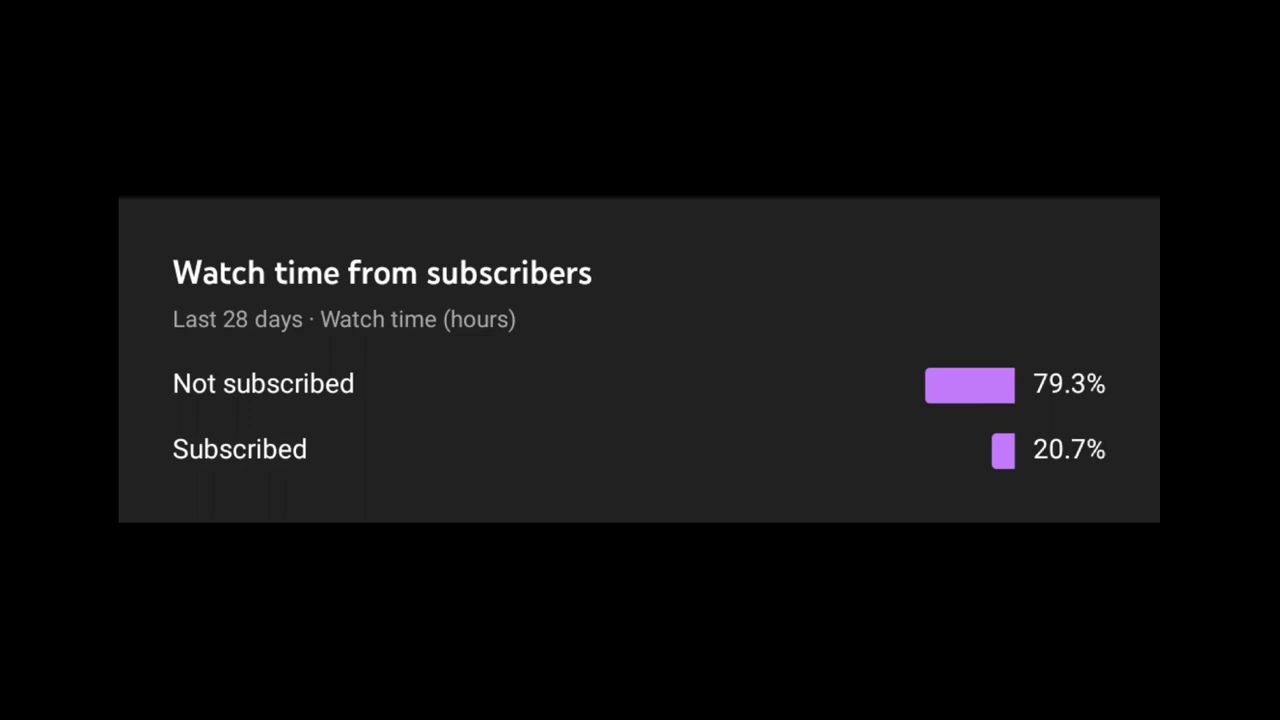 Watch time from subscribers
Last 28 days · Watch time (hours)
Not subscribed 79.3%
Subscribed 20.7%